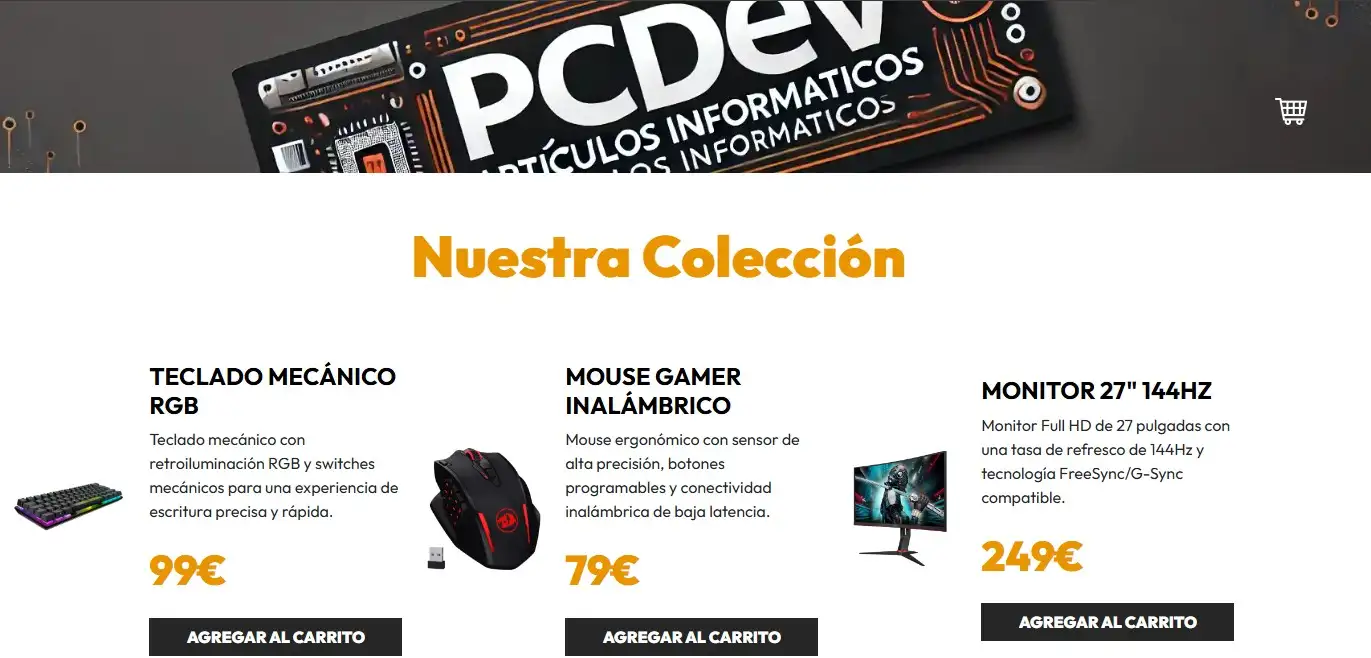 PCDev
ARTÍCULOS INFORMATICOS
INFORMATICOS
Nuestra Colección
TECLADO MECÁNICO
RGB
Teclado mecánico con
retroiluminación RGB y switches
mecánicos para una experiencia de
escritura precisa y rápida.
99€
AGREGAR AL CARRITO
MOUSE GAMER
INALÁMBRICO
Mouse ergonómico con sensor de
alta precisión, botones
programables y conectividad
inalámbrica de baja latencia.
79€
AGREGAR AL CARRITO
MONITOR 27" 144HZ
Monitor Full HD de 27 pulgadas con
una tasa de refresco de 144Hz y
tecnología FreeSync/G-Sync
compatible.
249€
AGREGAR AL CARRITO